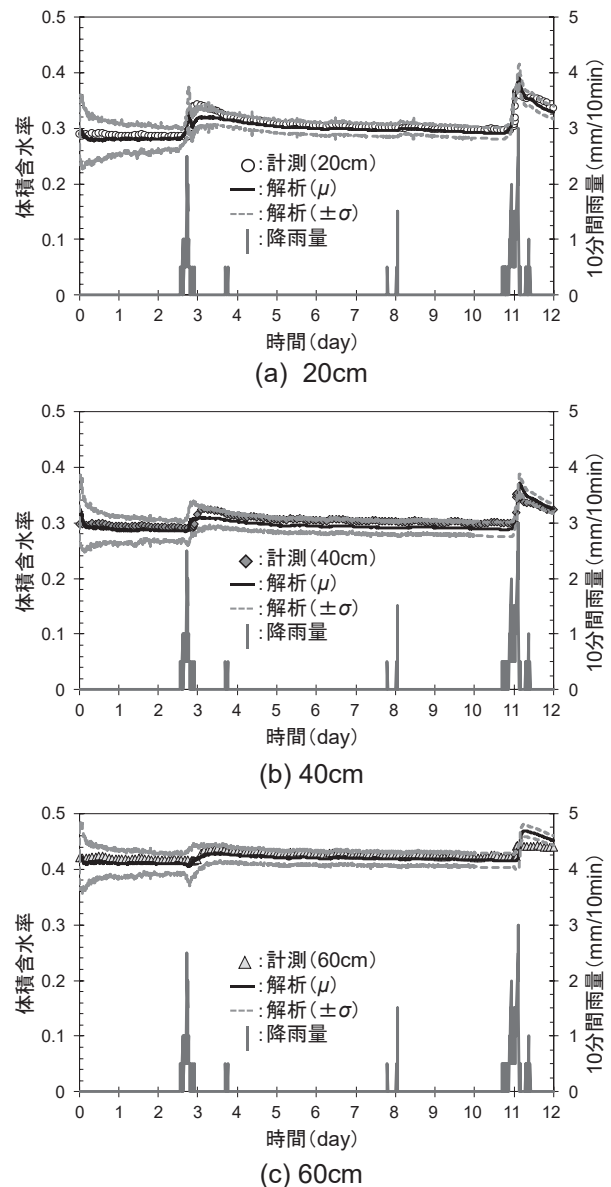 0.5
0.4
0.3
0.2
0.1
0
体積含水率
5
4
3
2
1
0
10分間雨量(mm/10min)
○:計測(20cm)
:解析(μ)
:解析(±σ)
:降雨量
0 1 2 3 4 5 6 7 8 9 10 11 12
時間(day)
(a) 20cm
0.5
0.4
0.3
0.2
0.1
0
体積含水率
5
4
3
2
1
0
10分間雨量(mm/10min)
◆:計測(40cm)
:解析(μ)
:解析(±σ)
:降雨量
0 1 2 3 4 5 6 7 8 9 10 11 12
時間(day)
(b) 40cm
0.5
0.4
0.3
0.2
0.1
0
体積含水率
5
4
3
2
1
0
10分間雨量(mm/10min)
△:計測(60cm)
:解析(μ)
:解析(±σ)
:降雨量
0 1 2 3 4 5 6 7 8 9 10 11 12
時間(day)
(c) 60cm